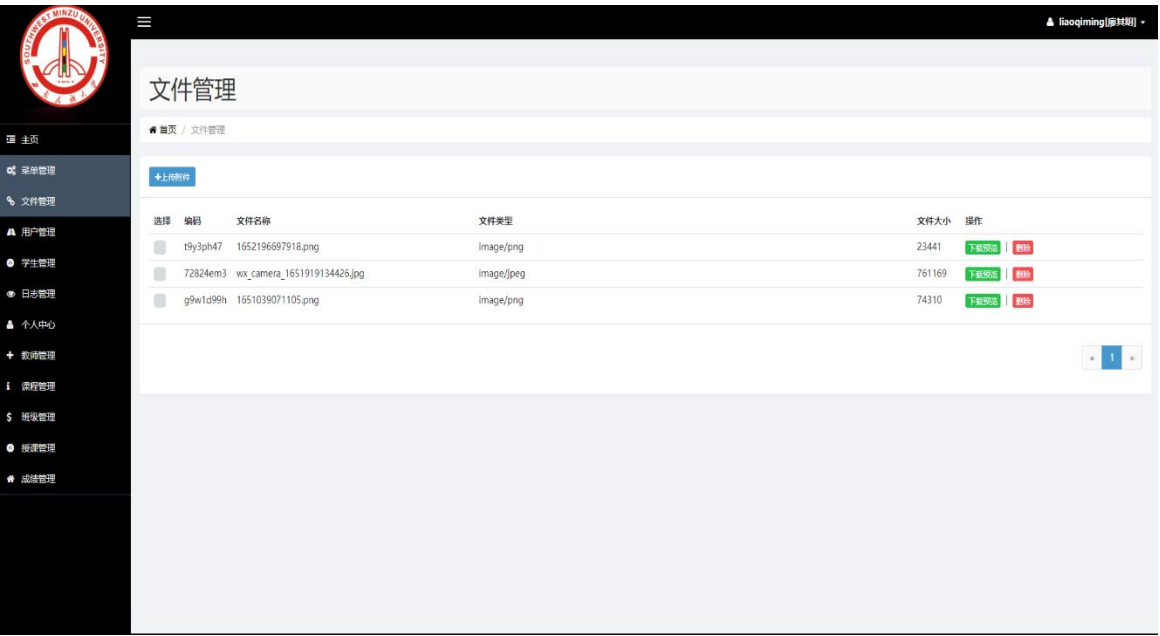 SOUTHWEST MINZU UNIVERSITY
liaoqiming[廖其明]
文件管理
首页 / 文件管理
主页
菜单管理
文件管理
用户管理
学生管理
日志管理
个人中心
教师管理
课程管理
班级管理
授课管理
成绩管理
+上传附件
选择 编码 文件名称 文件类型 文件大小 操作
t9y3ph47 1652196697918.png image/png 23441 下载预览 | 删除
72824em3 wx_camera_1651919134426.jpg image/jpeg 761169 下载预览 | 删除
g9w1d99h 1651039071105.png image/png 74310 下载预览 | 删除
« 1 »